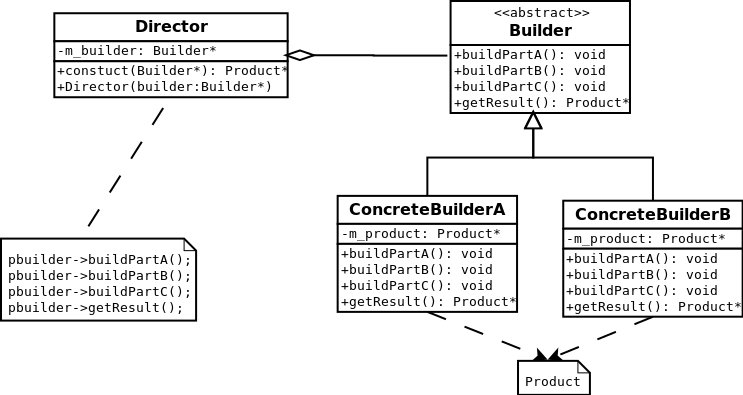 Director
-m_builder: Builder*
+constuct(Builder*): Product*
+Director(builder:Builder*)
<<abstract>>
Builder
+buildPartA(): void
+buildPartB(): void
+buildPartC(): void
+getResult(): Product*
pbuilder->buildPartA();
pbuilder->buildPartB();
pbuilder->buildPartC();
pbuilder->getResult();
ConcreteBuilderA
-m_product: Product*
+buildPartA(): void
+buildPartB(): void
+buildPartC(): void
+getResult(): Product*
ConcreteBuilderB
-m_product: Product*
+buildPartA(): void
+buildPartB(): void
+buildPartC(): void
+getResult(): Product*
Product